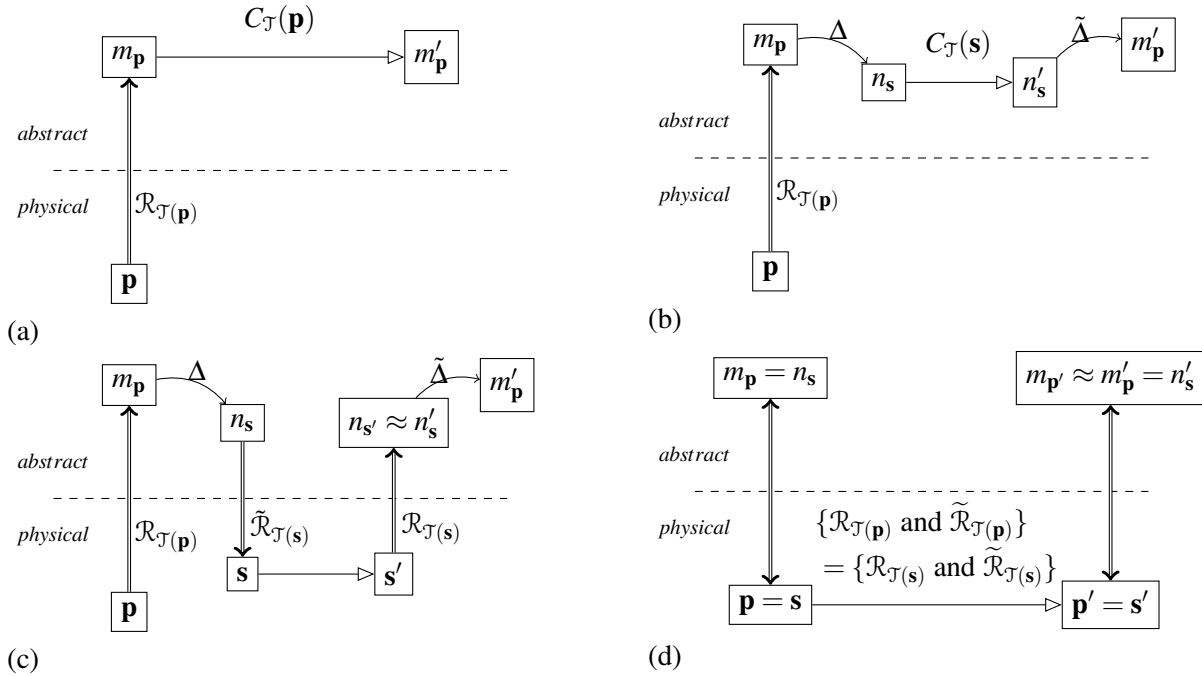 C_𝒯(𝐩)
m_𝐩
m′_𝐩
abstract
physical
ℛ_𝒯(𝐩)
𝐩
(a)
m_𝐩
Δ
n_𝐬
C_𝒯(𝐬)
n′_𝐬
Δ̃
m′_𝐩
abstract
physical
ℛ_𝒯(𝐩)
𝐩
(b)
m_𝐩
Δ
n_𝐬
n_𝐬′ ≈ n′_𝐬
Δ̃
m′_𝐩
abstract
physical
ℛ_𝒯(𝐩)
ℛ̃_𝒯(𝐬)
ℛ_𝒯(𝐬)
𝐬
𝐬′
𝐩
(c)
m_𝐩 = n_𝐬
m_𝐩′ ≈ m′_𝐩 = n′_𝐬
abstract
physical
{ℛ_𝒯(𝐩) and ℛ̃_𝒯(𝐩)}
= {ℛ_𝒯(𝐬) and ℛ̃_𝒯(𝐬)}
𝐩 = 𝐬
𝐩′ = 𝐬′
(d)